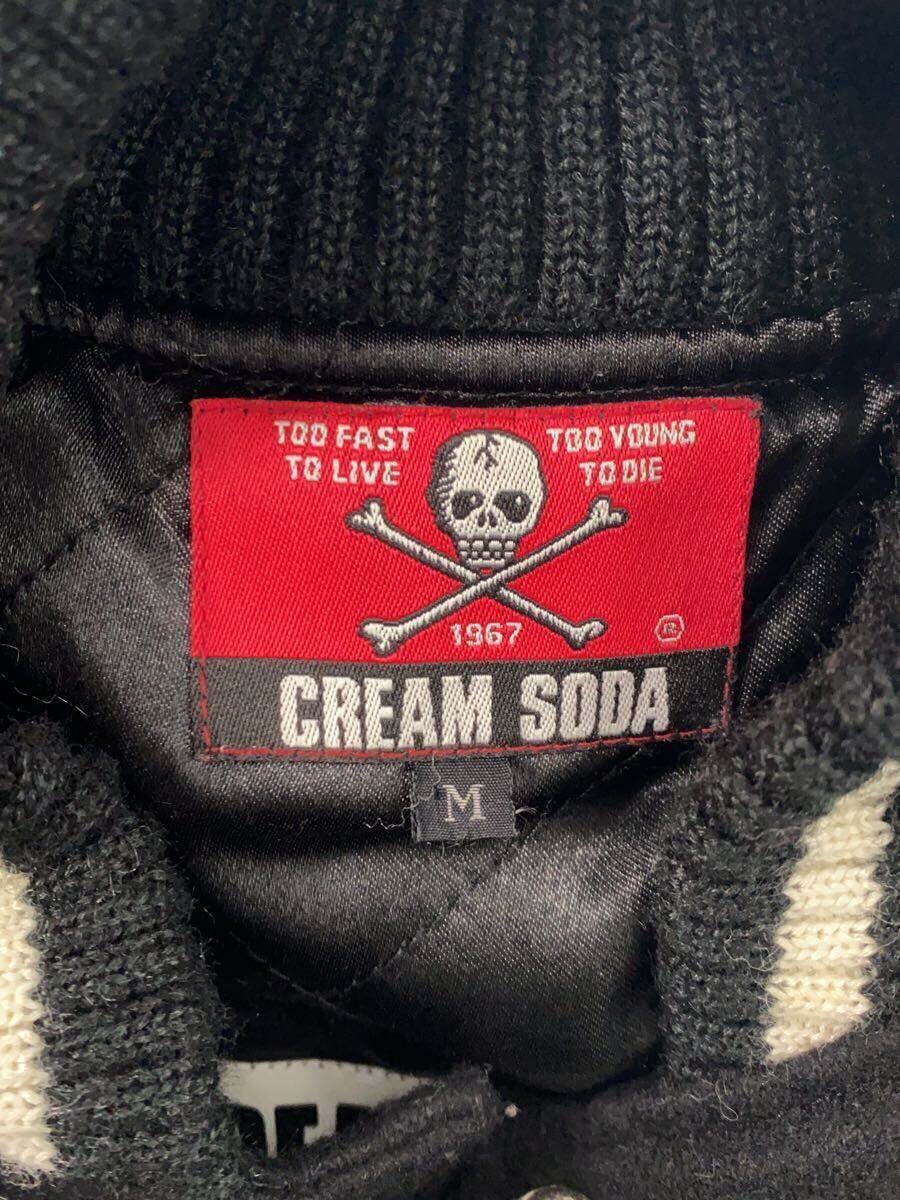 TOO FAST
TO LIVE
TOO YOUNG
TO DIE
1967
®
CREAM SODA
M